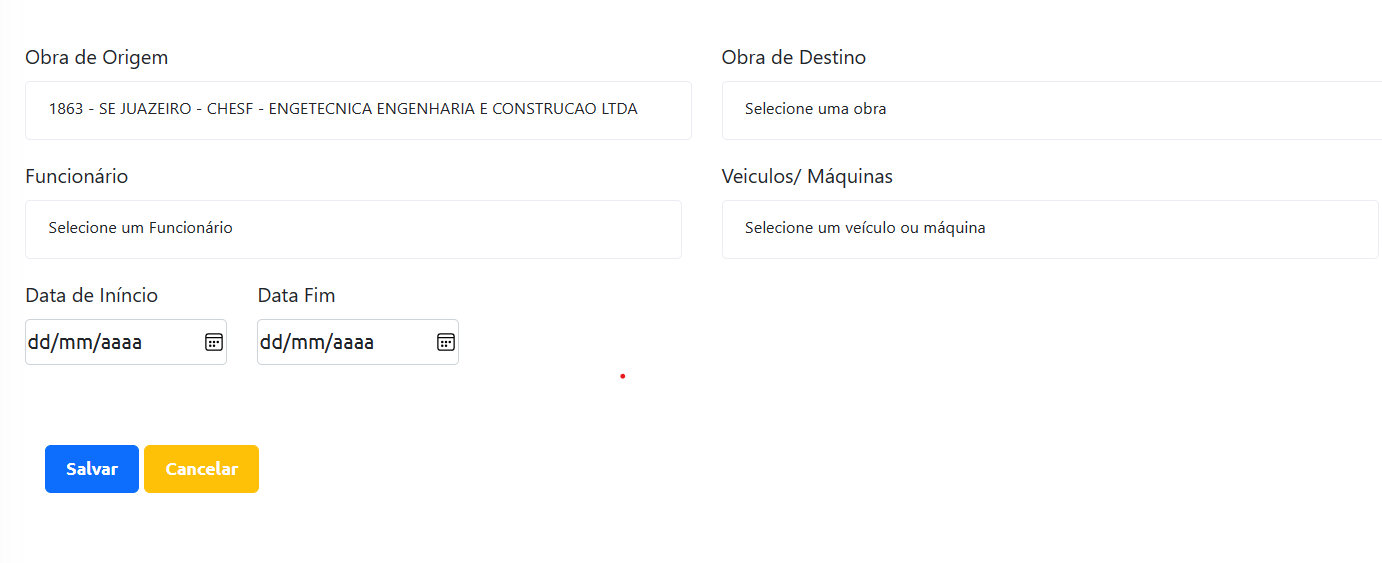 Obra de Origem
Obra de Destino
1863 - SE JUAZEIRO - CHESF - ENGETECNICA ENGENHARIA E CONSTRUCAO LTDA
Selecione uma obra
Funcionário
Veiculos/ Máquinas
Selecione um Funcionário
Selecione um veículo ou máquina
Data de Iníncio
Data Fim
dd/mm/aaaa
dd/mm/aaaa
Salvar
Cancelar